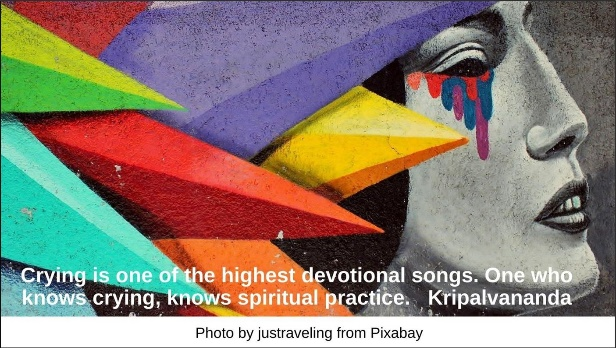 Crying is one of the highest devotional songs. One who
knows crying, knows spiritual practice.   Kripalvananda
Photo by justraveling from Pixabay